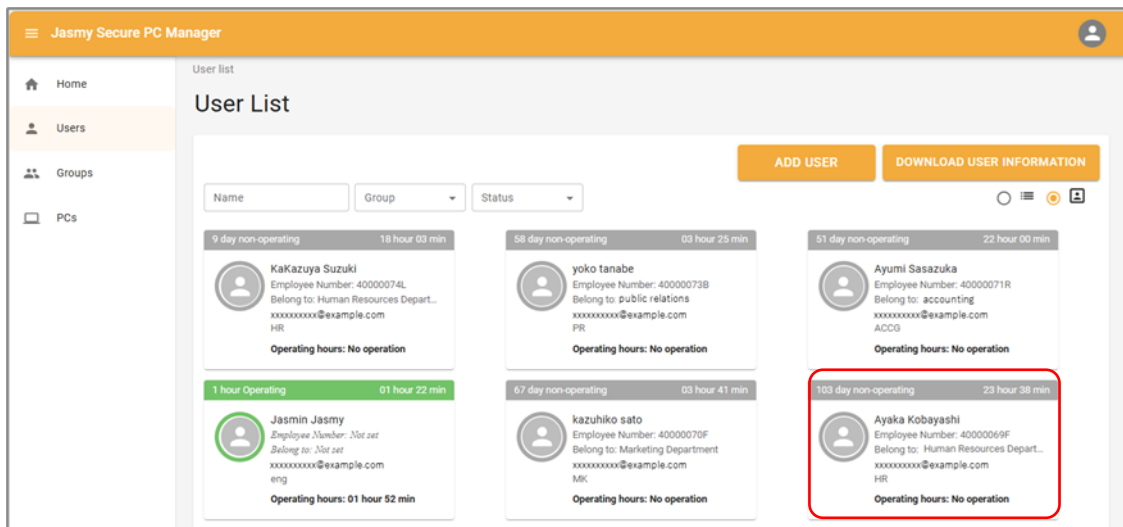 Jasmy Secure PC Manager
Home
Users
Groups
PCs
User list
User List
ADD USER
DOWNLOAD USER INFORMATION
Name
Group
Status
9 day non-operating 18 hour 03 min
KaKazuya Suzuki
Employee Number: 40000074L
Belong to: Human Resources Depart...
xxxxxxxxxx@example.com
HR
Operating hours: No operation
58 day non-operating 03 hour 25 min
yoko tanabe
Employee Number: 40000073B
Belong to: public relations
xxxxxxxxxx@example.com
PR
Operating hours: No operation
51 day non-operating 22 hour 00 min
Ayumi Sasazuka
Employee Number: 40000071R
Belong to: accounting
xxxxxxxxxx@example.com
ACCG
Operating hours: No operation
1 hour Operating 01 hour 22 min
Jasmin Jasmy
Employee Number: Not set
Belong to: Not set
xxxxxxxxxx@example.com
eng
Operating hours: 01 hour 52 min
67 day non-operating 03 hour 41 min
kazuhiko sato
Employee Number: 40000070F
Belong to: Marketing Department
xxxxxxxxxx@example.com
MK
Operating hours: No operation
103 day non-operating 23 hour 38 min
Ayaka Kobayashi
Employee Number: 40000069F
Belong to: Human Resources Depart...
xxxxxxxxxx@example.com
HR
Operating hours: No operation